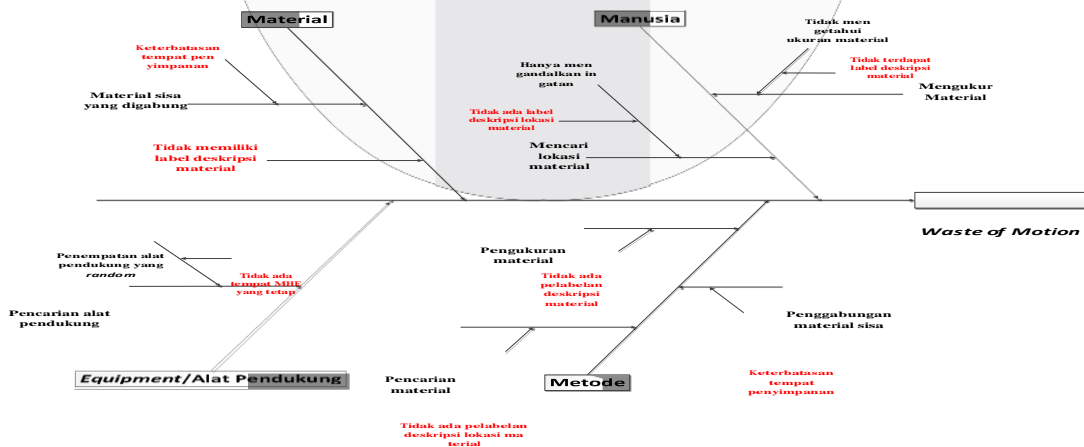 Material
Manusia
Keterbatasan
tempat pen
yimpanan
Material sisa
yang digabung
Tidak memiliki
label deskripsi
material
Hanya men
gandalkan in
gatan
Tidak ada label
deskripsi lokasi
material
Mencari
lokasi
material
Tidak men
getahui
ukuran material
Tidak terdapat
label deskripsi
material
Mengukur
Material
Waste of Motion
Penempatan alat
pendukung yang
random
Tidak ada
tempat MHE
yang tetap
Pencarian alat
pendukung
Equipment/Alat Pendukung
Pengukuran
material
Tidak ada
pelabelan
deskripsi
material
Penggabungan
material sisa
Keterbatasan
tempat
penyimpanan
Pencarian
material
Tidak ada pelabelan
deskripsi lokasi ma
terial
Metode